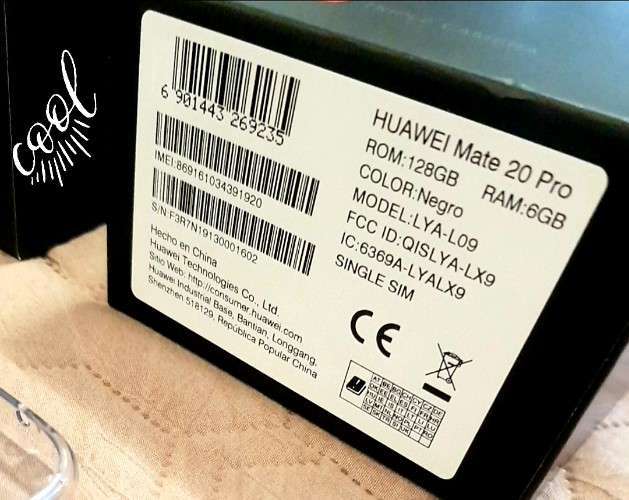 cool
6 901443 269235
IMEI:869161034391920
S/N:F3R7N19130001602
Hecho en China
Huawei Technologies Co., Ltd.
Sitio Web: http://consumer.huawei.com
Huawei Industrial Base, Bantian, Longgang,
Shenzhen 518129, República Popular China
HUAWEI Mate 20 Pro
ROM:128GB RAM:6GB
COLOR:Negro
MODEL:LYA-L09
FCC ID:QISLYA-LX9
IC:6369A-LYALX9
SINGLE SIM
CE